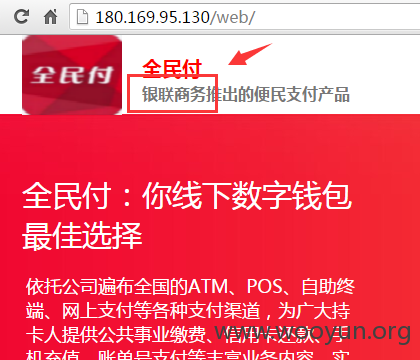 180.169.95.130/web/
全民付
全民付
银联商务推出的便民支付产品
全民付：你线下数字钱包
最佳选择
依托公司遍布全国的ATM、POS、自助终
端、网上支付等各种支付渠道，为广大持
卡人提供公共事业缴费、信用卡还款、手
机充值、账单号支付等丰富业务内容，实
www.wooyun.org